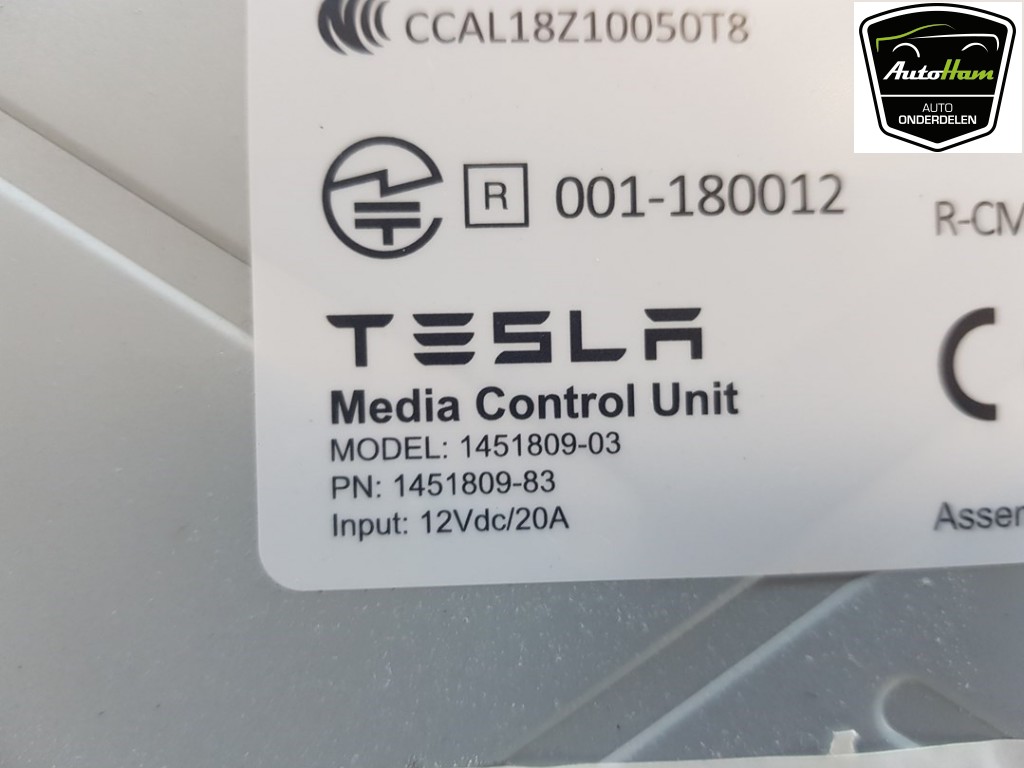 CCAL18Z10050T8
R 001-180012
R-CM
TESLA
Media Control Unit
MODEL: 1451809-03
PN: 1451809-83
Input: 12Vdc/20A
Assem
AutoHam
AUTO
ONDERDELEN